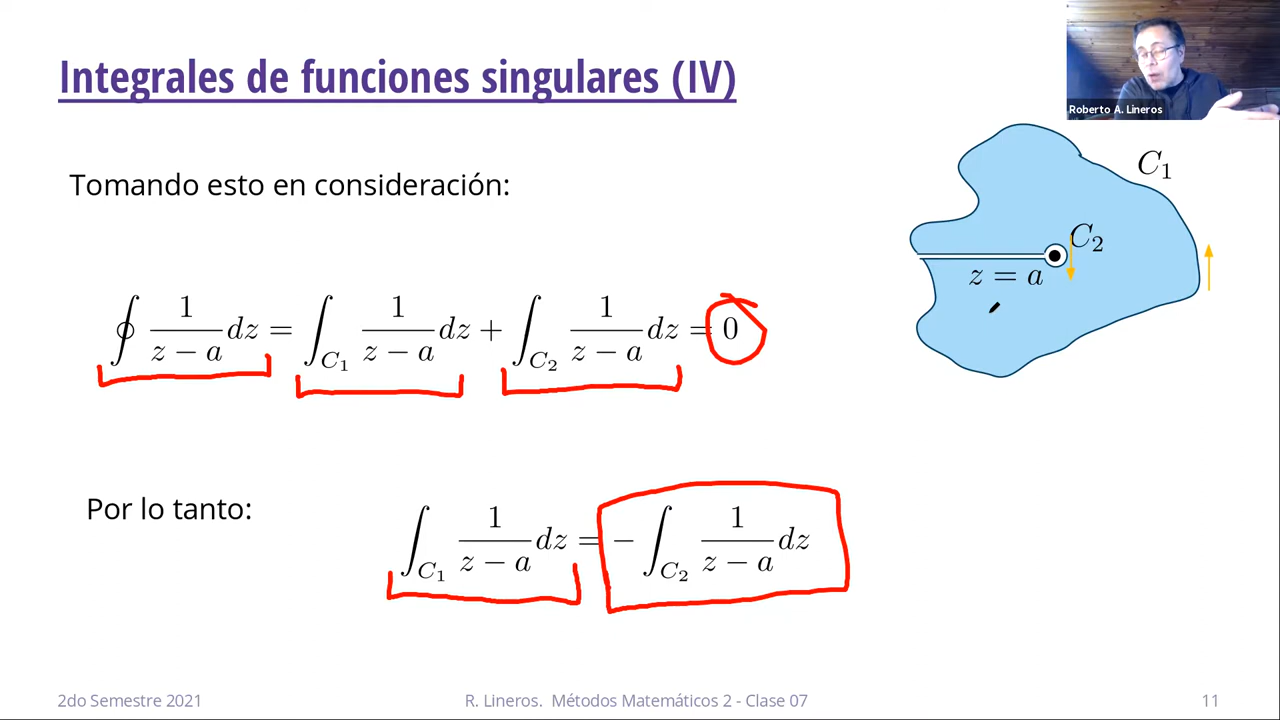 Integrales de funciones singulares (IV)
Roberto A. Lineros
Tomando esto en consideración:
C₁
C₂
z = a
∮ 1/(z − a) dz = ∫_{C₁} 1/(z − a) dz + ∫_{C₂} 1/(z − a) dz = 0
Por lo tanto:
∫_{C₁} 1/(z − a) dz = − ∫_{C₂} 1/(z − a) dz
2do Semestre 2021
R. Lineros. Métodos Matemáticos 2 - Clase 07
11